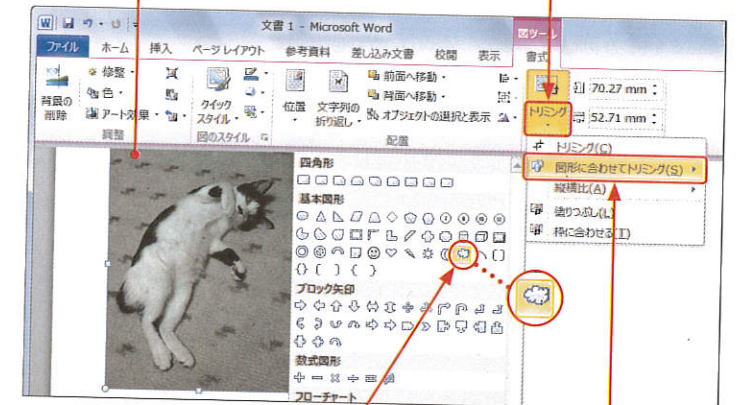 文書 1 - Microsoft Word
図ツール
ファイル ホーム 挿入 ページ レイアウト 参考資料 差し込み文書 校閲 表示 書式
背景の削除
修整
色
アート効果
調整
クイックスタイル
図のスタイル
位置
文字列の折り返し
前面へ移動
背面へ移動
オブジェクトの選択と表示
配置
トリミング
70.27 mm
52.71 mm
トリミング(C)
図形に合わせてトリミング(S)
縦横比(A)
塗りつぶし(L)
枠に合わせる(I)
四角形
基本図形
ブロック矢印
数式図形
フローチャート